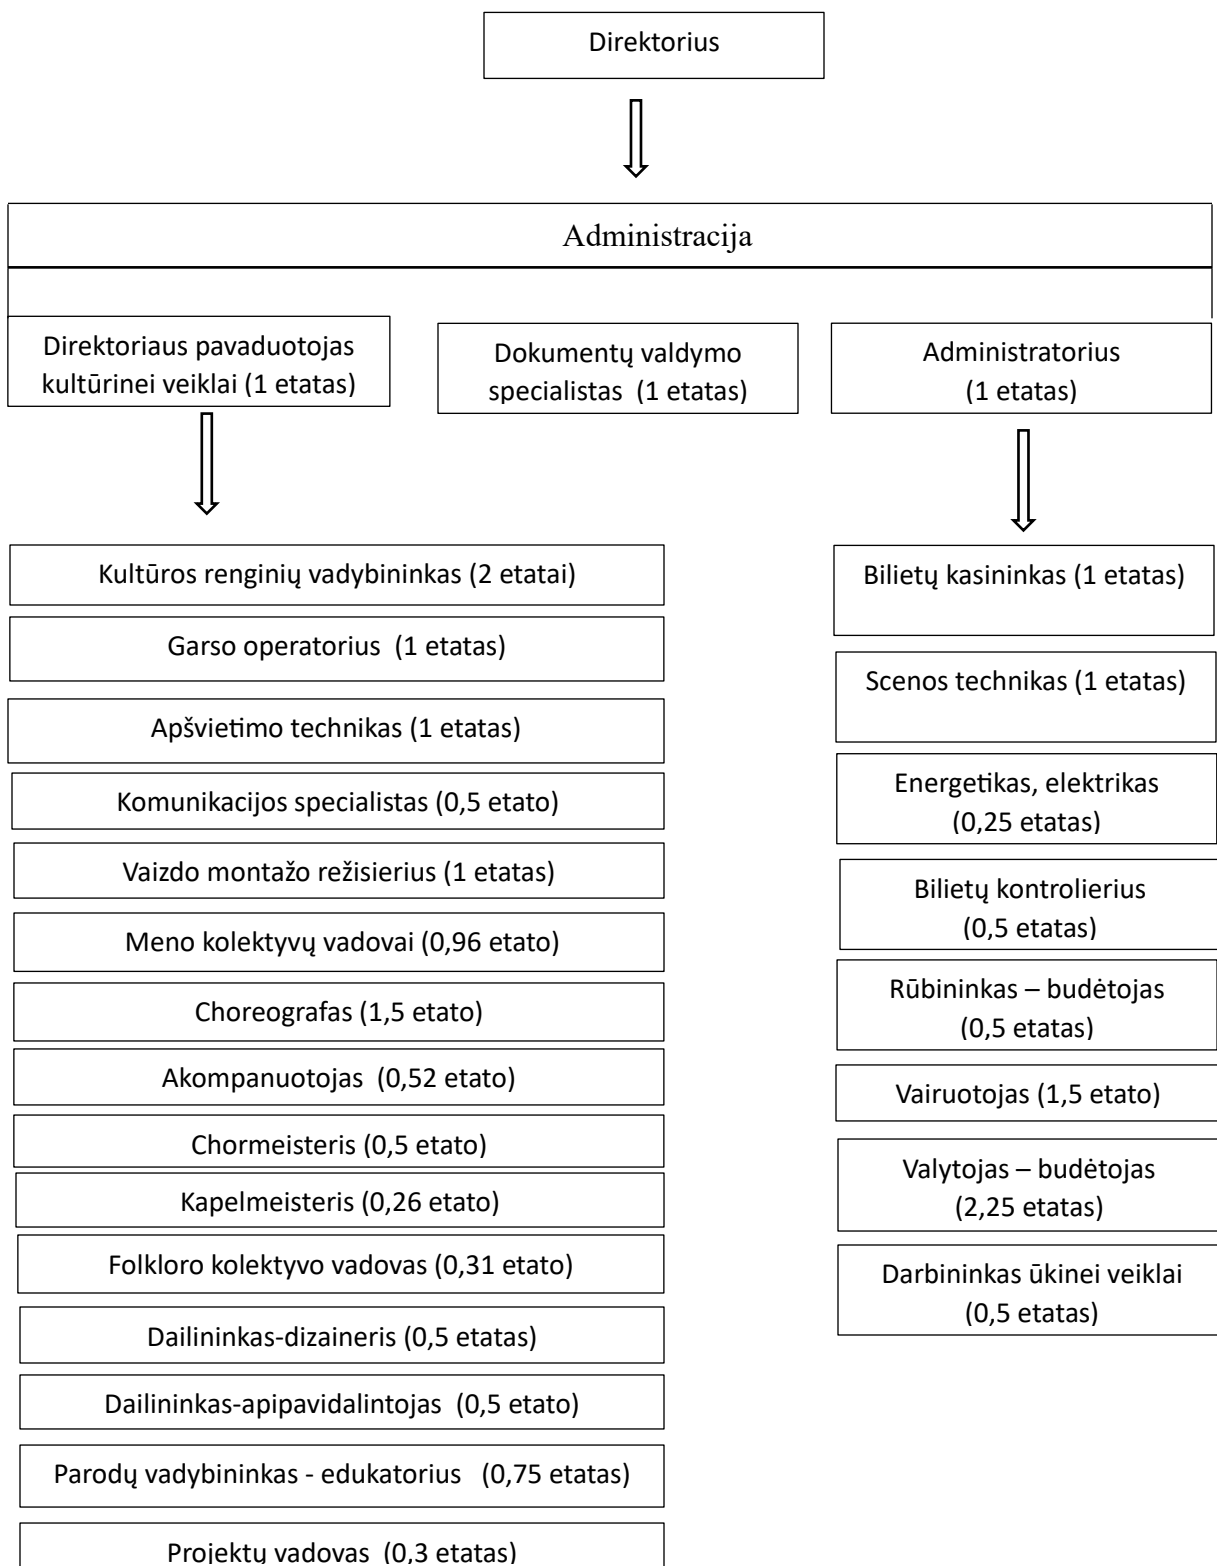 Direktorius
Administracija
Direktoriaus pavaduotojas
kultūrinei veiklai (1 etatas)
Dokumentų valdymo
specialistas (1 etatas)
Administratorius
(1 etatas)
Kultūros renginių vadybininkas (2 etatai)
Garso operatorius (1 etatas)
Apšvietimo technikas (1 etatas)
Komunikacijos specialistas (0,5 etato)
Vaizdo montažo režisierius (1 etatas)
Meno kolektyvų vadovai (0,96 etato)
Choreografas (1,5 etato)
Akompanuotojas (0,52 etato)
Chormeisteris (0,5 etato)
Kapelmeisteris (0,26 etato)
Folkloro kolektyvo vadovas (0,31 etato)
Dailininkas-dizaineris (0,5 etatas)
Dailininkas-apipavidalintojas (0,5 etato)
Parodų vadybininkas - edukatorius (0,75 etatas)
Projektų vadovas (0,3 etatas)
Bilietų kasininkas (1 etatas)
Scenos technikas (1 etatas)
Energetikas, elektrikas
(0,25 etatas)
Bilietų kontrolierius
(0,5 etatas)
Rūbininkas – budėtojas
(0,5 etatas)
Vairuotojas (1,5 etato)
Valytojas – budėtojas
(2,25 etatas)
Darbininkas ūkinei veiklai
(0,5 etatas)